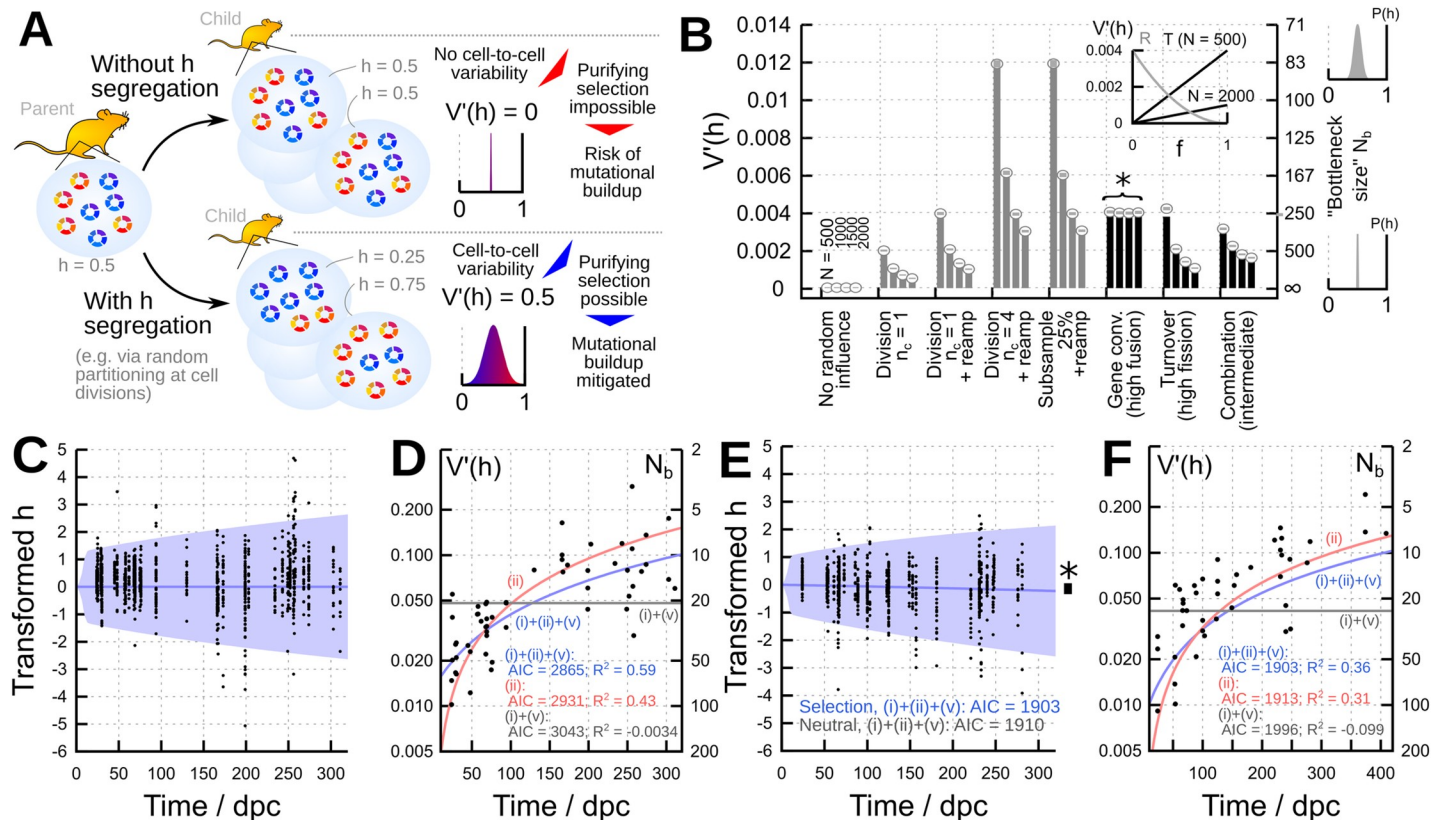 A
Parent
h = 0.5
Without h
segregation
With h
segregation
(e.g. via random
partitioning at cell
divisions)
Child
h = 0.5
h = 0.5
No cell-to-cell
variability
V'(h) = 0
0 1
Purifying
selection
impossible
Risk of
mutational
buildup
Child
h = 0.25
h = 0.75
Cell-to-cell
variability
V'(h) = 0.5
0 1
Purifying
selection
possible
Mutational
buildup
mitigated
B
V'(h)
0.014
0.012
0.010
0.008
0.006
0.004
0.002
0
N = 500
1000
1500
2000
*
No random
influence
Division
n_c = 1
Division
n_c = 1
+ reamp
Division
n_c = 4
+ reamp
Subsample
25%
+reamp
Gene conv.
(high fusion)
Turnover
(high fission)
Combination
(intermediate)
V'(h)
R T (N = 500)
N = 2000
0.004
0.002
0
0 f 1
71
83
100
125
167
250
500
∞
"Bottleneck
size" N_b
P(h)
0 1
P(h)
0 1
C
Transformed h
5
4
3
2
1
0
-1
-2
-3
-4
-5
-6
0 50 100 150 200 250 300
Time / dpc
D
V'(h) N_b
0.200
0.100
0.050
0.020
0.010
0.005
2
5
10
20
50
100
200
(ii)
(i)+(ii)+(v)
(i)+(v)
(i)+(ii)+(v):
AIC = 2865; R² = 0.59
(ii):
AIC = 2931; R² = 0.43
(i)+(v):
AIC = 3043; R² = -0.0034
50 100 150 200 250 300
Time / dpc
E
Transformed h
5
4
3
2
1
0
-1
-2
-3
-4
-5
-6
*
Selection, (i)+(ii)+(v): AIC = 1903
Neutral, (i)+(ii)+(v): AIC = 1910
0 50 100 150 200 250 300
Time / dpc
F
V'(h) N_b
0.200
0.100
0.050
0.020
0.010
0.005
2
5
10
20
50
100
200
(ii)
(i)+(ii)+(v)
(i)+(v)
(i)+(ii)+(v):
AIC = 1903; R² = 0.36
(ii):
AIC = 1913; R² = 0.31
(i)+(v):
AIC = 1996; R² = -0.099
100 200 300 400
Time / dpc